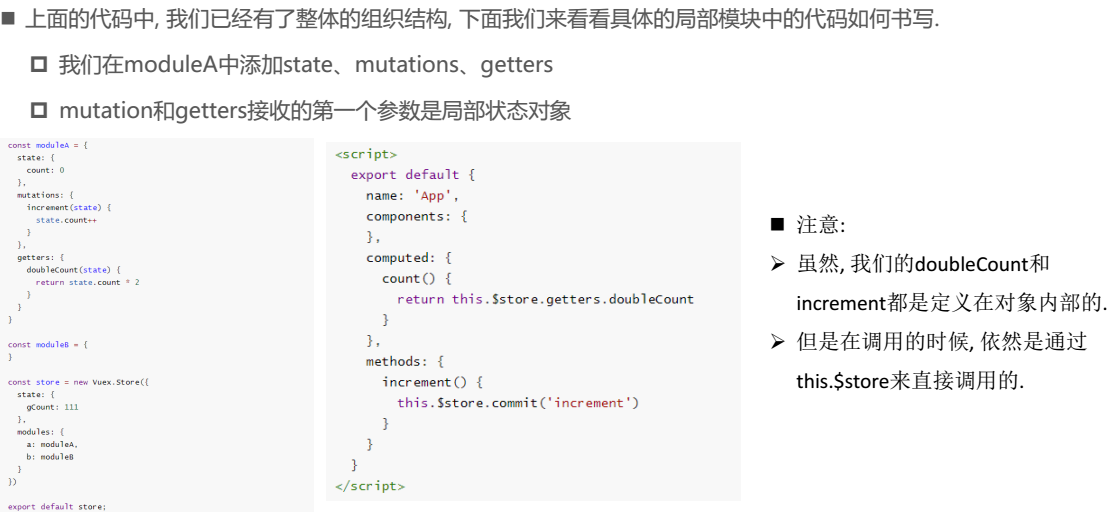 ■ 上面的代码中, 我们已经有了整体的组织结构, 下面我们来看看具体的局部模块中的代码如何书写.
我们在moduleA中添加state、mutations、getters
mutation和getters接收的第一个参数是局部状态对象
const moduleA = {
  state: {
    count: 0
  },
  mutations: {
    increment(state) {
      state.count++
    }
  },
  getters: {
    doubleCount(state) {
      return state.count * 2
    }
  }
}

const moduleB = {
}

const store = new Vuex.Store({
  state: {
    gCount: 111
  },
  modules: {
    a: moduleA,
    b: moduleB
  }
})

export default store;
<script>
  export default {
    name: 'App',
    components: {
    },
    computed: {
      count() {
        return this.$store.getters.doubleCount
      }
    },
    methods: {
      increment() {
        this.$store.commit('increment')
      }
    }
  }
</script>
■ 注意:
➢ 虽然, 我们的doubleCount和
increment都是定义在对象内部的.
➢ 但是在调用的时候, 依然是通过
this.$store来直接调用的.